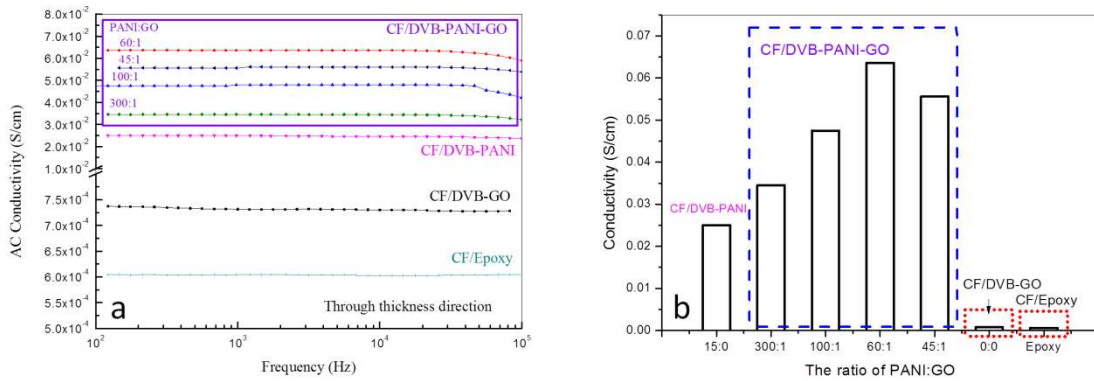 8.0x10⁻²
7.0x10⁻²
6.0x10⁻²
5.0x10⁻²
4.0x10⁻²
3.0x10⁻²
2.0x10⁻²
1.0x10⁻²
7.5x10⁻⁴
7.0x10⁻⁴
6.5x10⁻⁴
6.0x10⁻⁴
5.5x10⁻⁴
5.0x10⁻⁴
AC Conductivity (S/cm)
PANI:GO
CF/DVB-PANI-GO
60:1
45:1
100:1
300:1
CF/DVB-PANI
CF/DVB-GO
CF/Epoxy
a
Through thickness direction
10² 10³ 10⁴ 10⁵
Frequency (Hz)
0.07
0.06
0.05
0.04
0.03
0.02
0.01
0.00
Conductivity (S/cm)
CF/DVB-PANI-GO
CF/DVB-PANI
CF/DVB-GO
CF/Epoxy
b
15:0 300:1 100:1 60:1 45:1 0:0 Epoxy
The ratio of PANI:GO